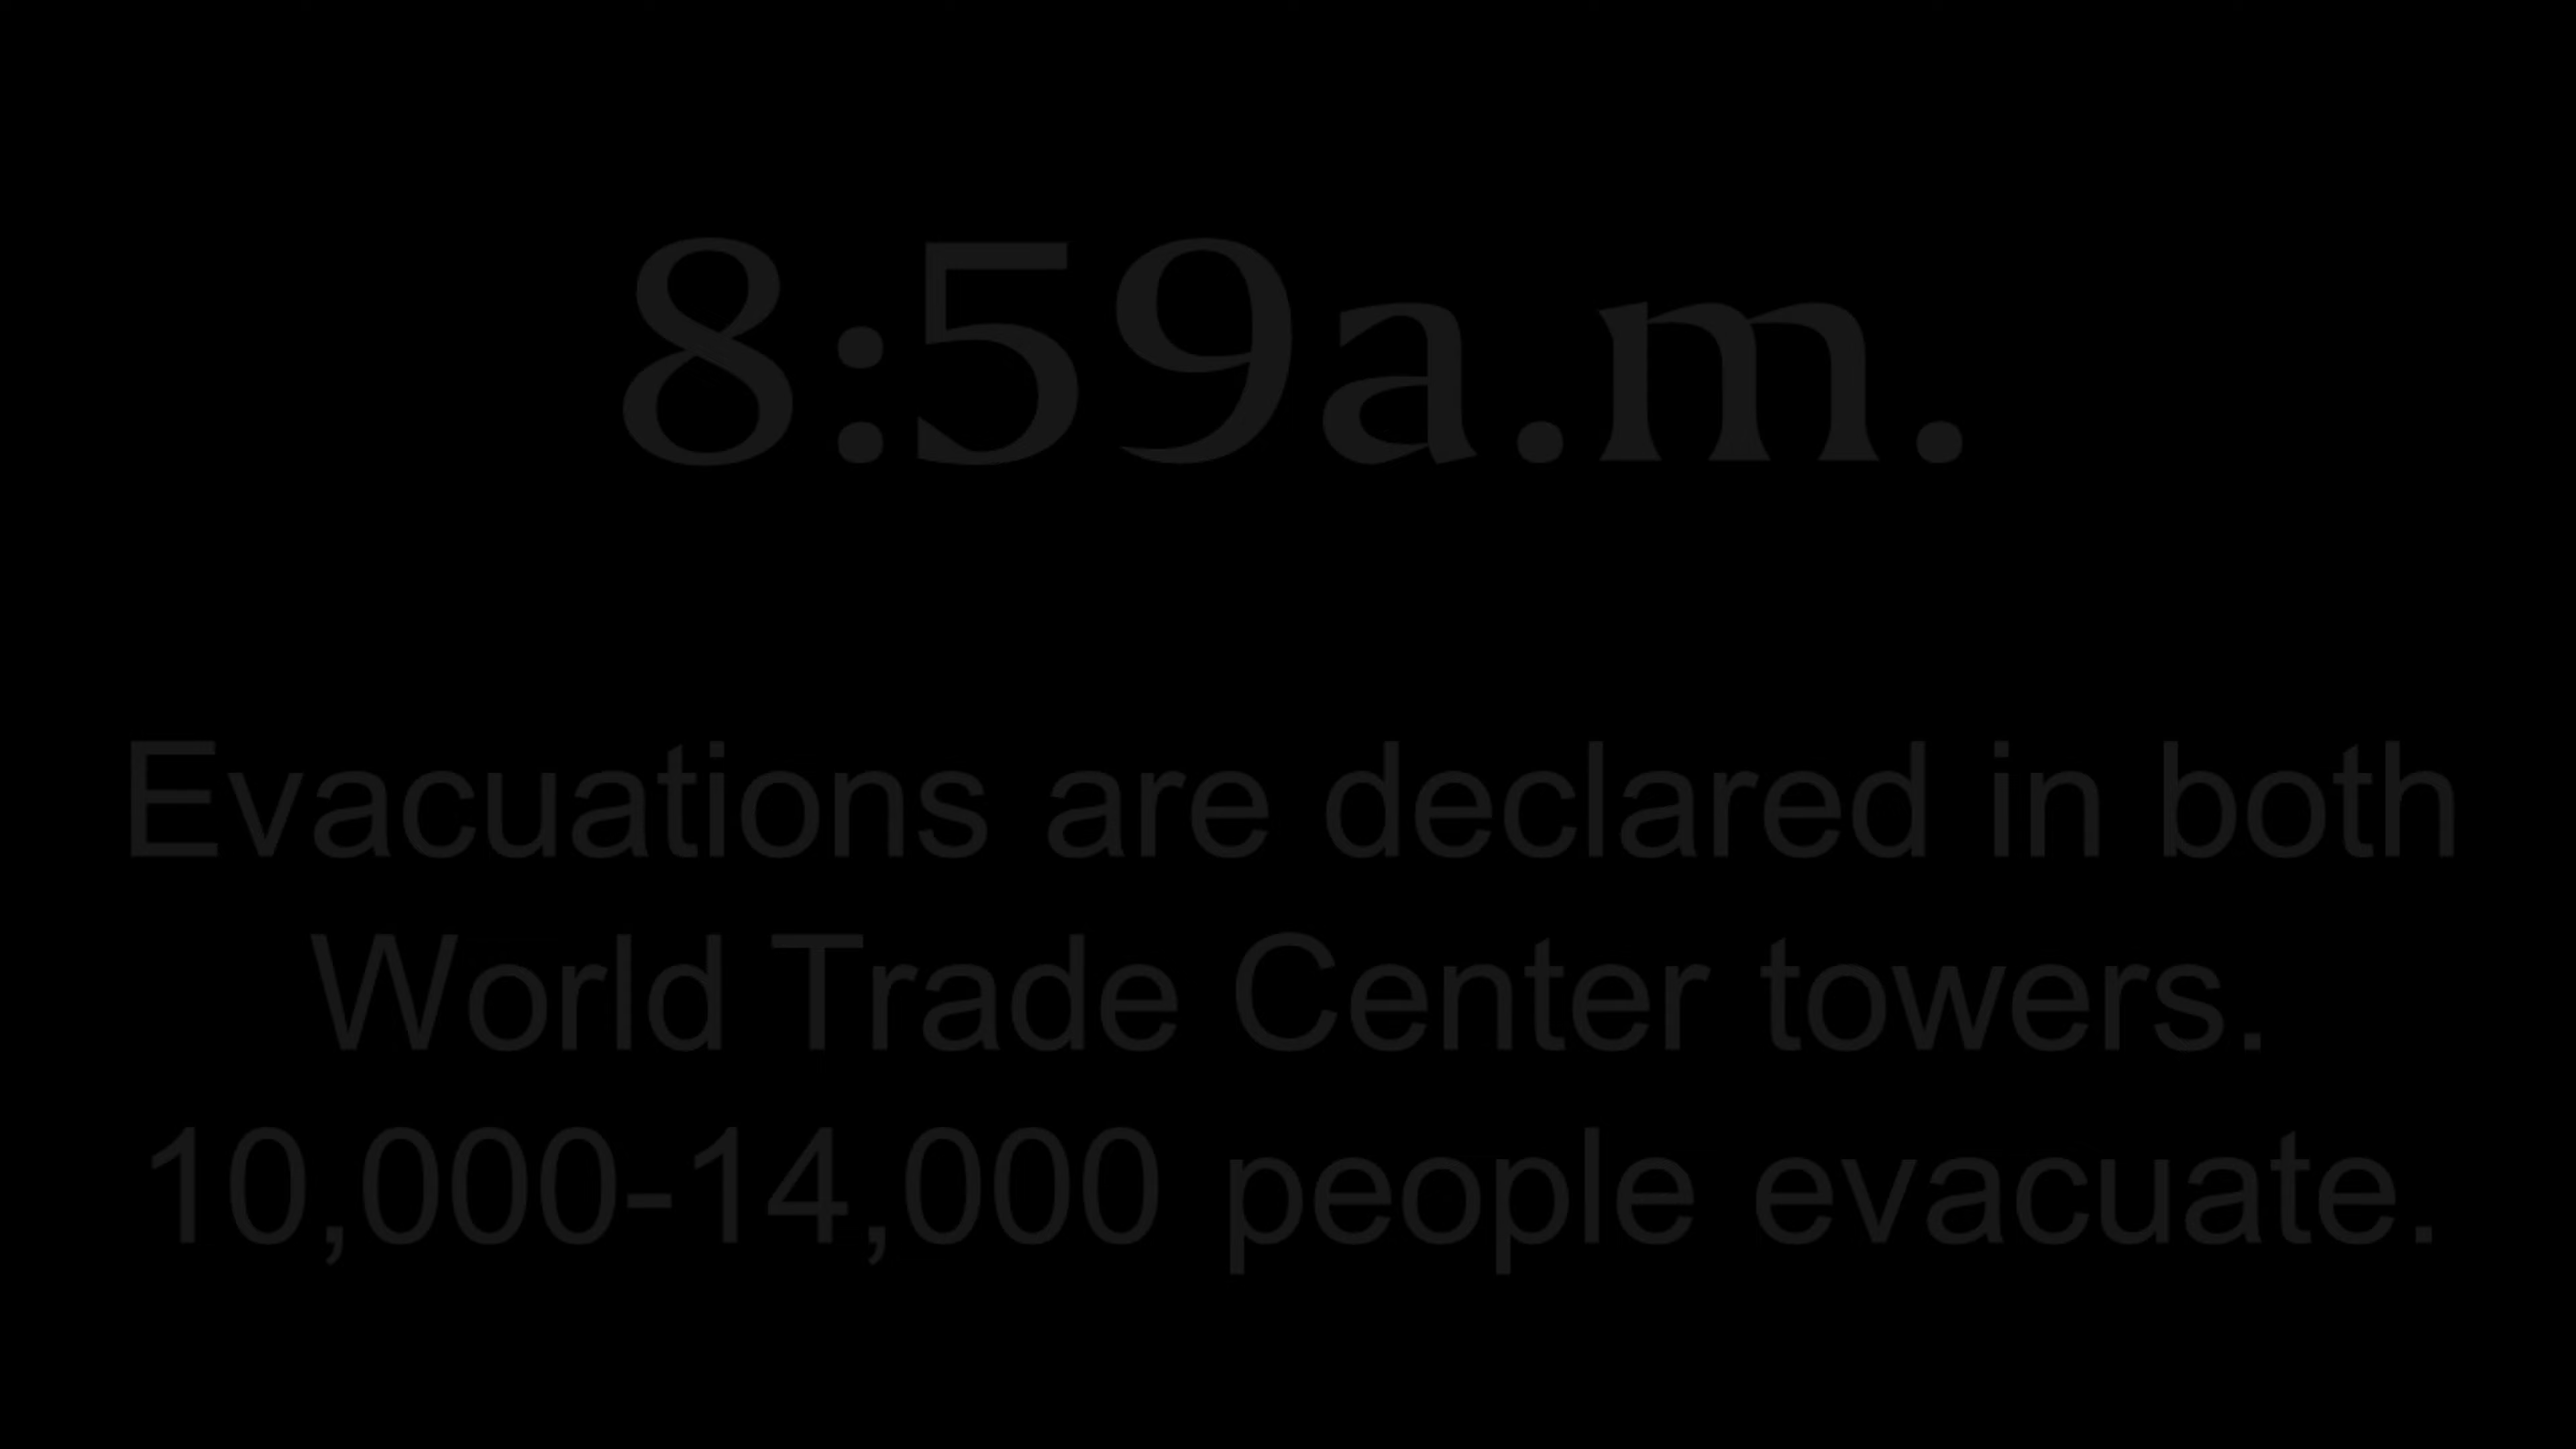 8:59a.m.
Evacuations are declared in both
World Trade Center towers.
10,000-14,000 people evacuate.